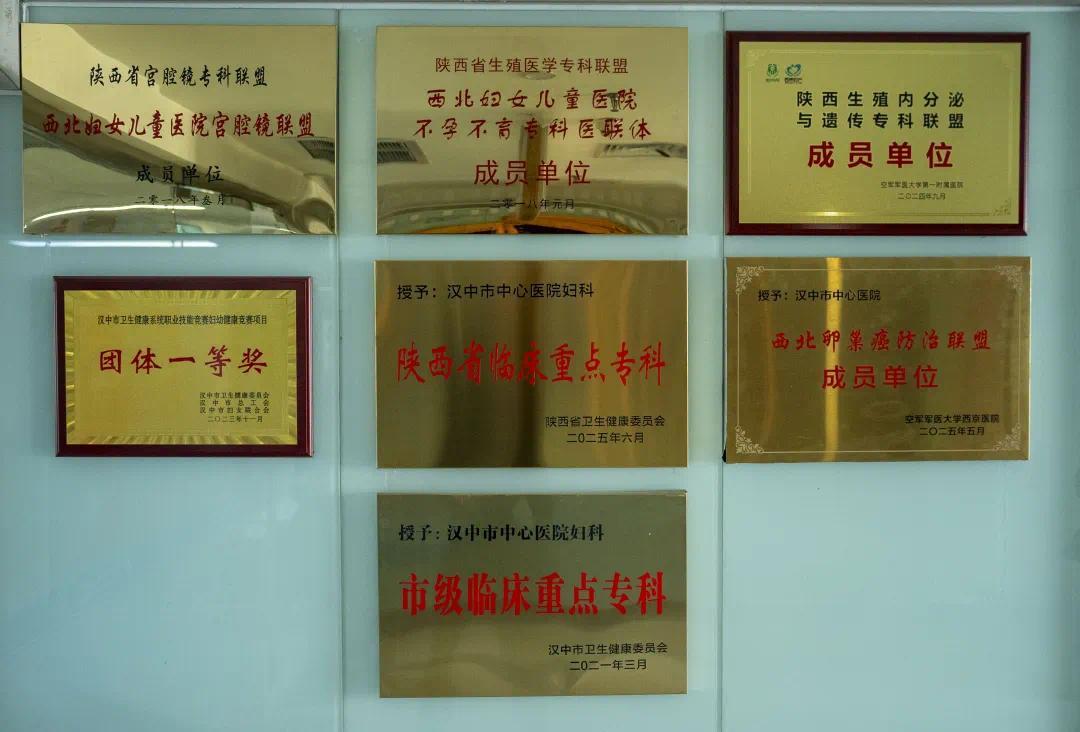 陕西省宫腔镜专科联盟
西北妇女儿童医院宫腔镜联盟
成员单位
二零一八年叁月
陕西省生殖医学专科联盟
西北妇女儿童医院
不孕不育专科医联体
成员单位
二零一八年元月
陕西生殖内分泌
与遗传专科联盟
成员单位
空军军医大学第一附属医院
二〇二四年九月
汉中市卫生健康系统职业技能竞赛妇幼健康竞赛项目
团体一等奖
汉中市卫生健康委员会
汉中市总工会
汉中市妇女联合会
二〇二三年十一月
授予:汉中市中心医院妇科
陕西省临床重点专科
陕西省卫生健康委员会
二〇二五年六月
授予:汉中市中心医院
西北卵巢癌防治联盟
成员单位
空军军医大学西京医院
二〇二五年五月
授予:汉中市中心医院妇科
市级临床重点专科
汉中市卫生健康委员会
二〇二一年三月